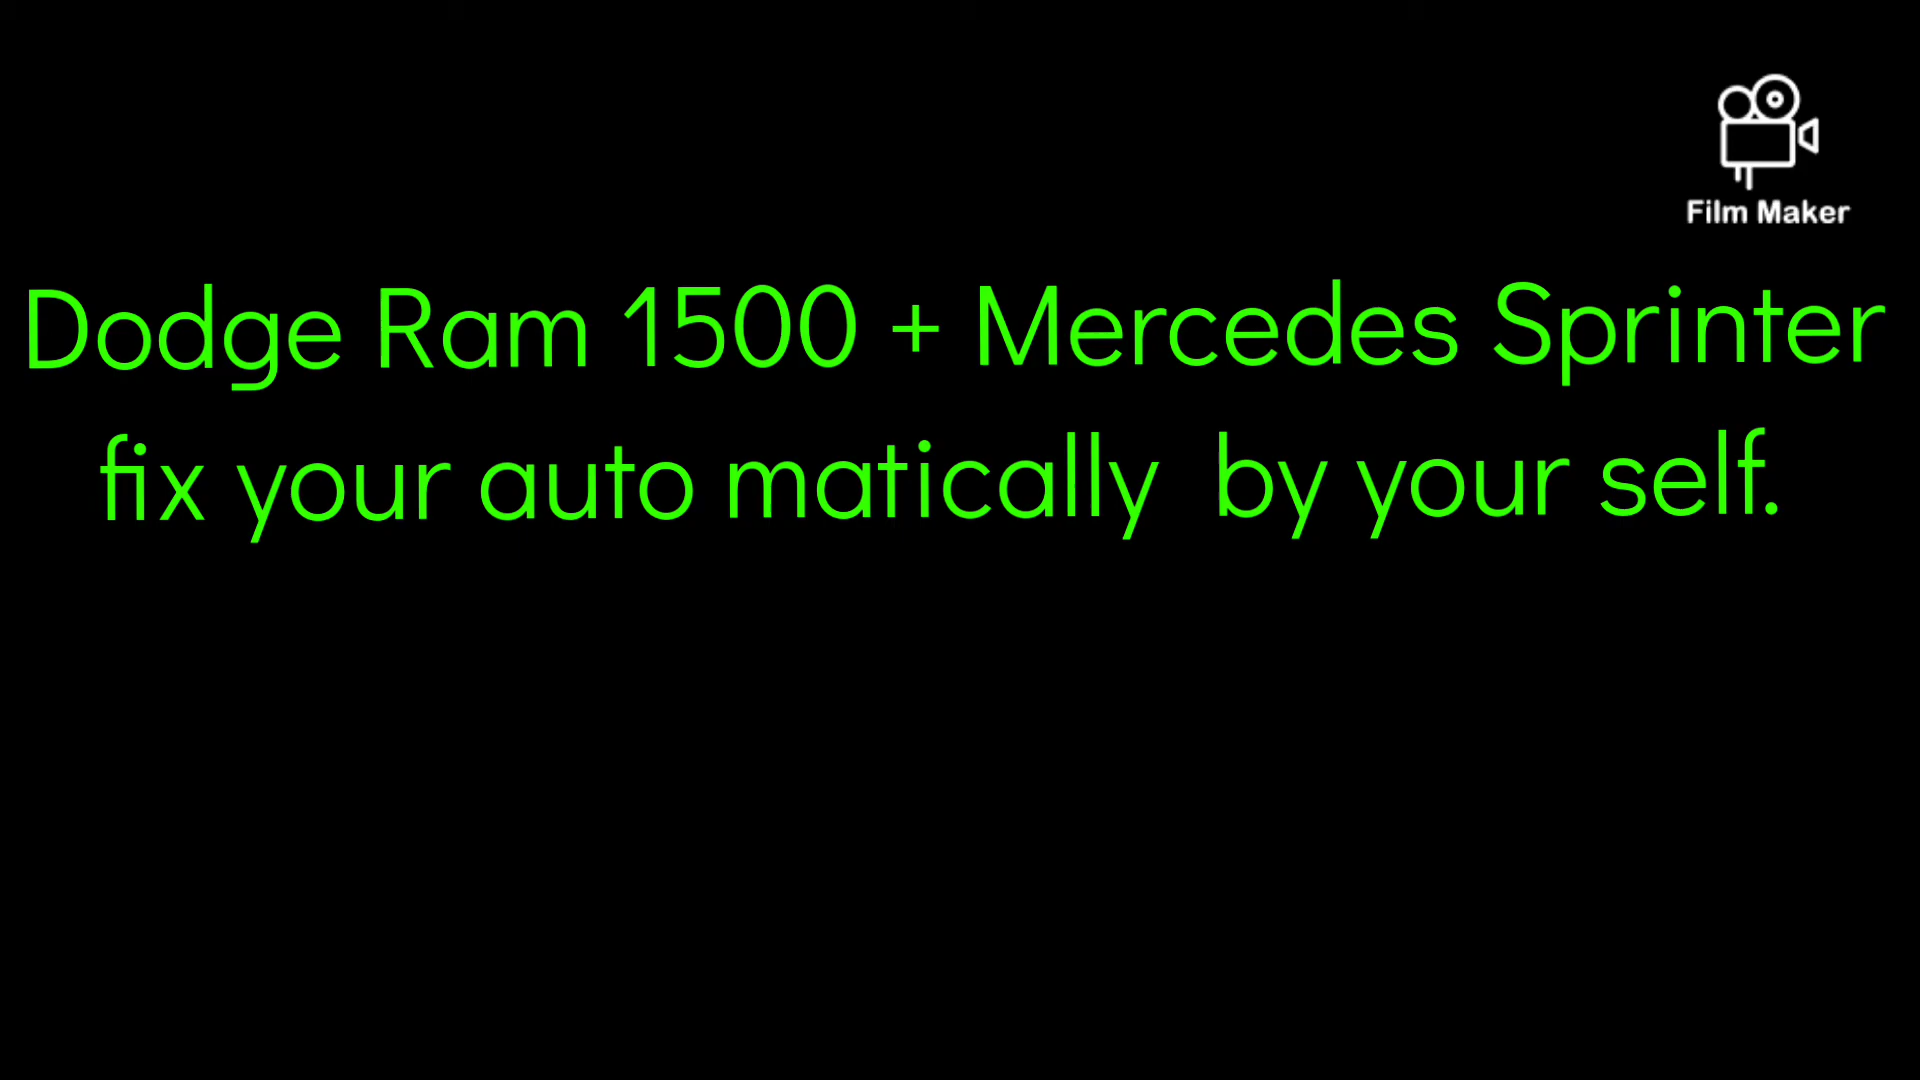 Film Maker
Dodge Ram 1500 + Mercedes Sprinter
fix your auto matically by your self.